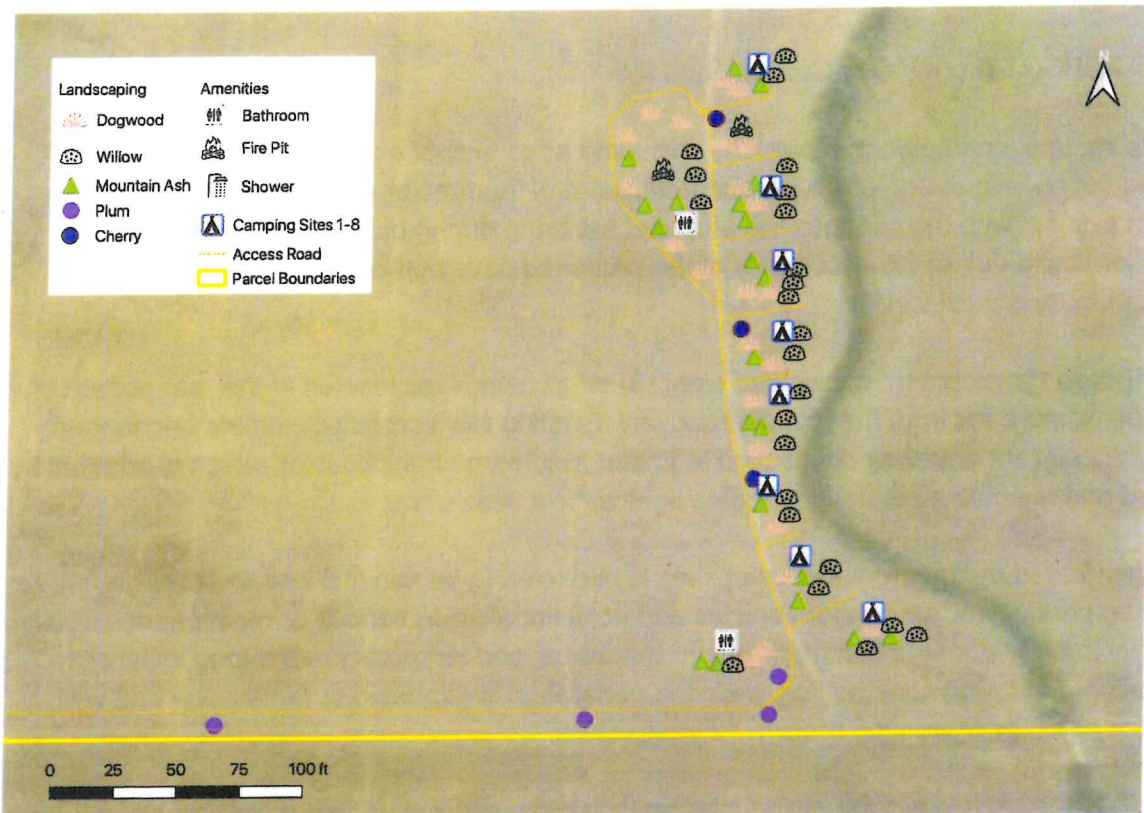 N
Landscaping
Dogwood
Willow
Mountain Ash
Plum
Cherry
Amenities
Bathroom
Fire Pit
Shower
Camping Sites 1-8
Access Road
Parcel Boundaries
0 25 50 75 100 ft